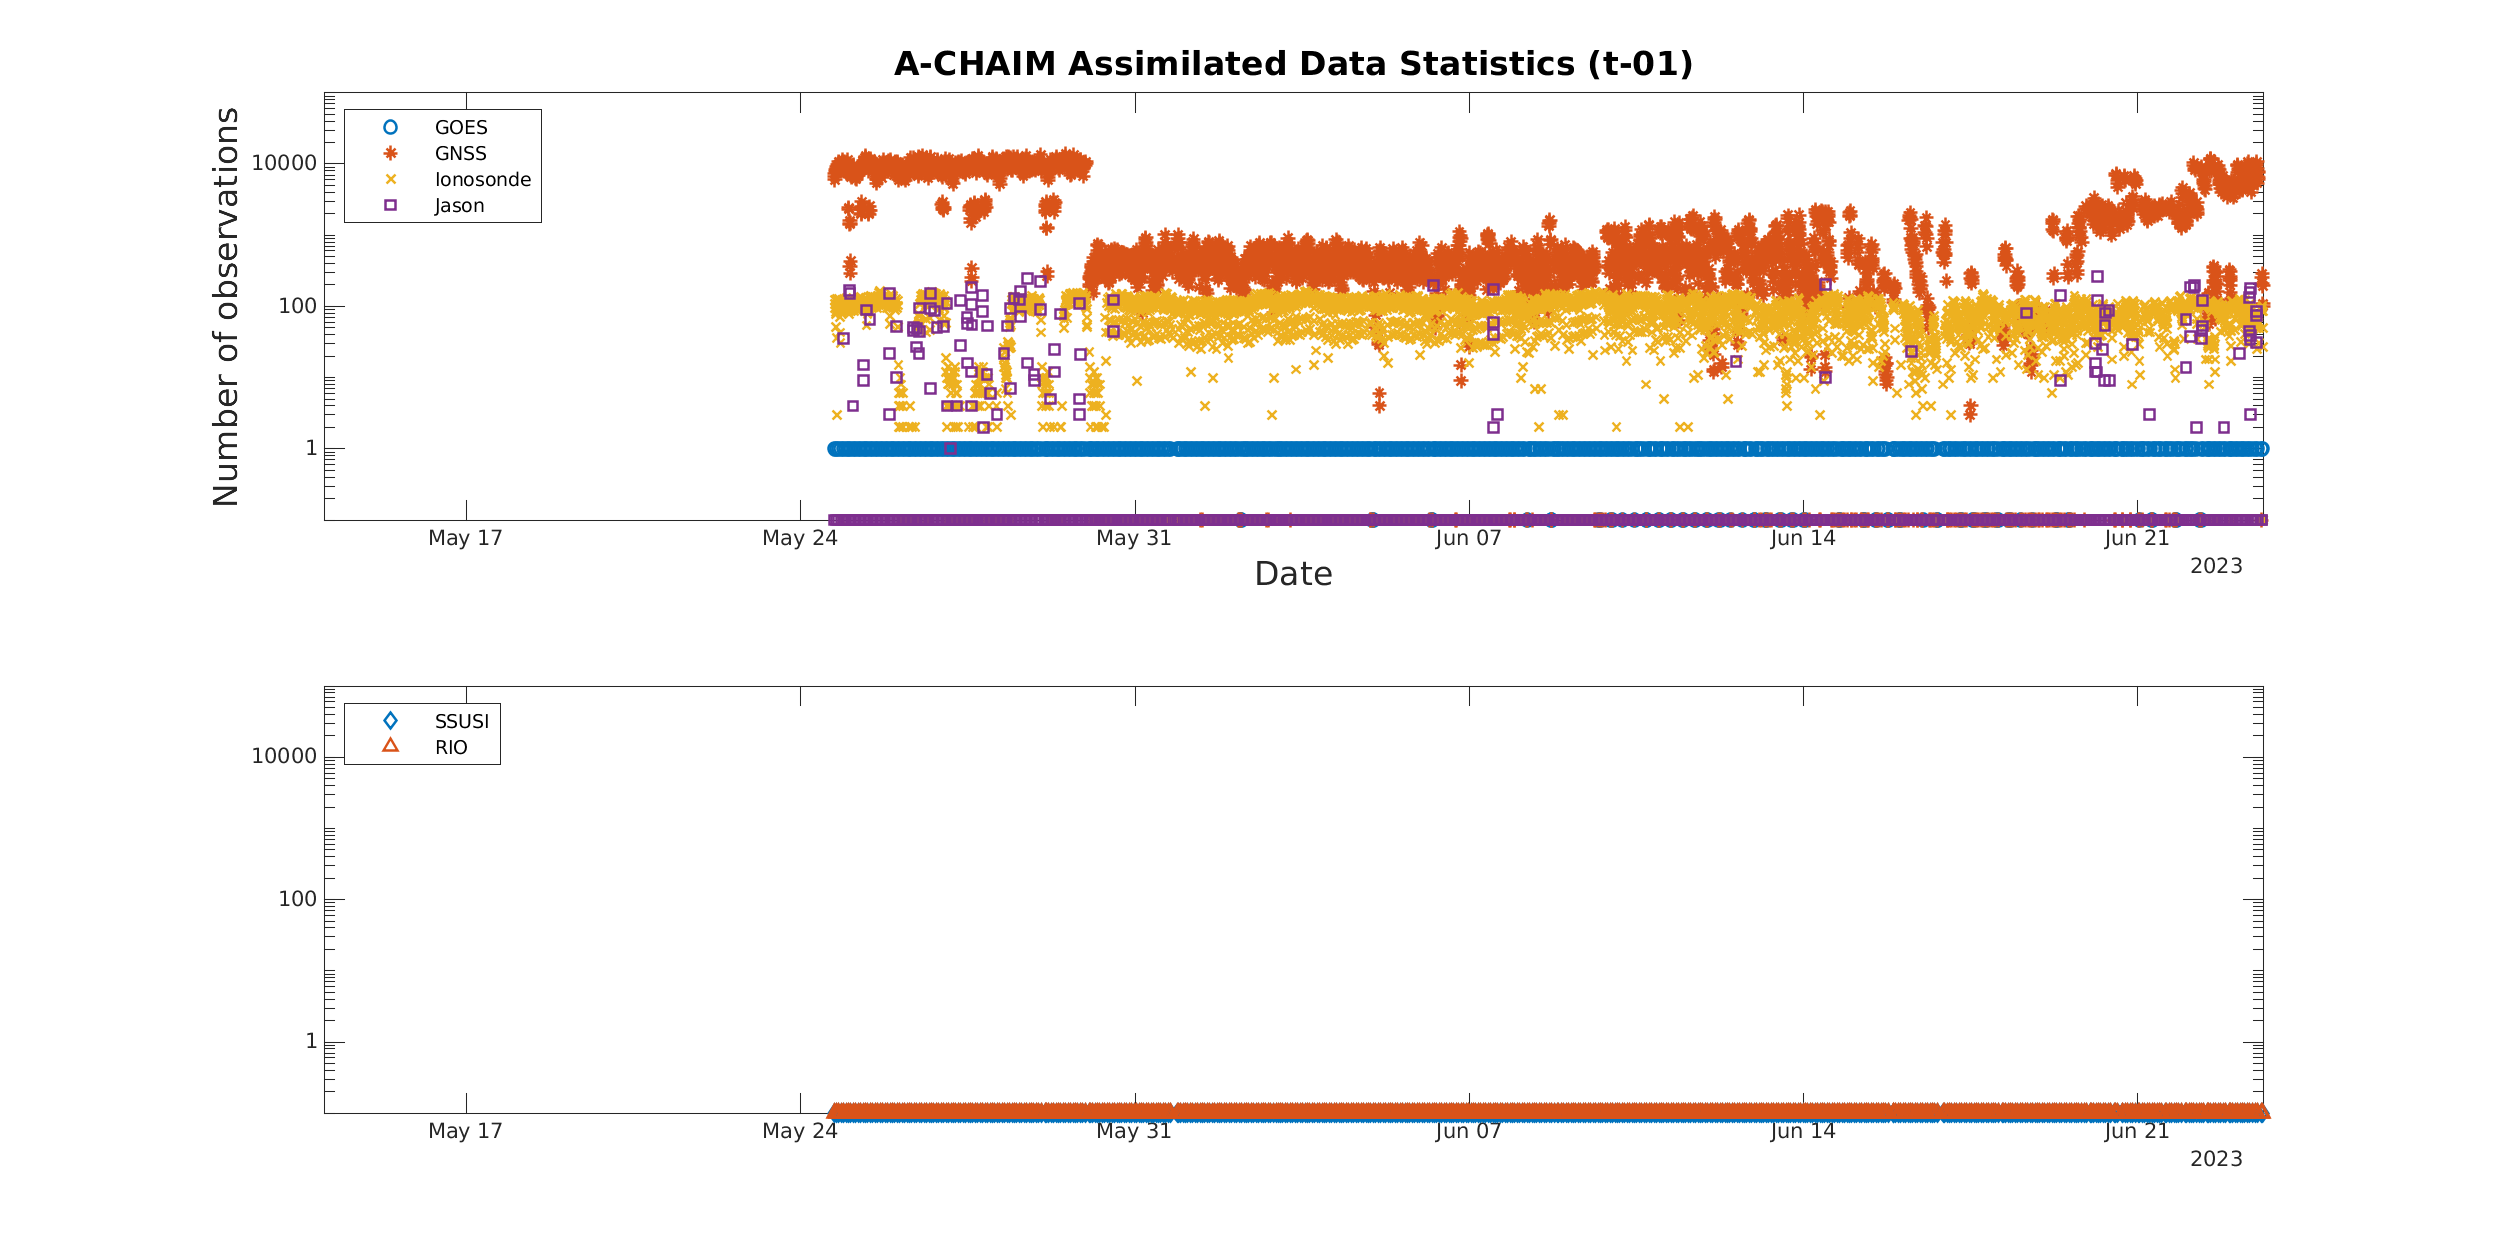 A-CHAIM Assimilated Data Statistics (t-01)
Number of observations
10000
100
1
GOES
GNSS
Ionosonde
Jason
May 17
May 24
May 31
Jun 07
Jun 14
Jun 21
2023
Date
10000
100
1
SSUSI
RIO
May 17
May 24
May 31
Jun 07
Jun 14
Jun 21
2023